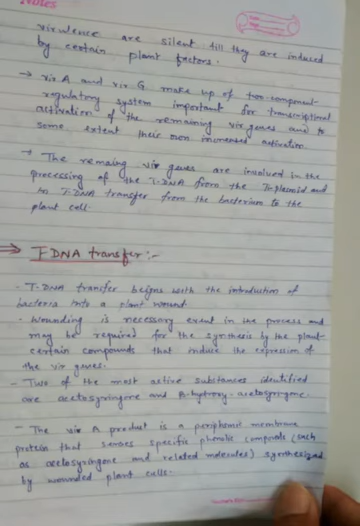 Notes
virulence are silent till they are induced
by certain plant factors.
→ vir A and vir G make up of two-component-
regulatory system important for transcriptional
activation of the remaining vir genes and to
some extent their own increased activation
→ The remaing vir genes are involved in the
processing of the T-DNA from the Ti plasmid and
in T-DNA transfer from the bacterium to the
plant cell.
⇒ T-DNA transfer:-
- T-DNA transfer begins with the introduction of
bacteria into a plant wound.
- Wounding is necessary event in the process and
may be required for the synthesis by the plant-
certain compounds that induce the expression of
the vir genes.
- Two of the most active substances identified
are acetosyringone and β-hydroxy-acetosyringone.
- The vir A product is a periplasmic membrane
protein that senses specific phenolic compounds (such
as acetosyringone and related molecules) synthesized
by wounded plant cells.